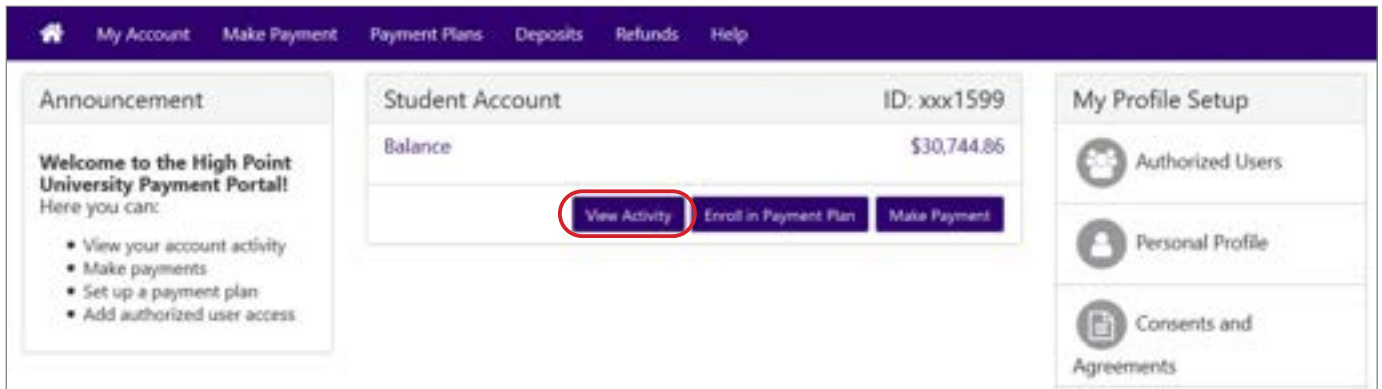 My Account Make Payment Payment Plans Deposits Refunds Help
Announcement
Welcome to the High Point
University Payment Portal!
Here you can:
• View your account activity
• Make payments
• Set up a payment plan
• Add authorized user access
Student Account ID: xxx1599
Balance $30,744.86
View Activity Enroll in Payment Plan Make Payment
My Profile Setup
Authorized Users
Personal Profile
Consents and
Agreements